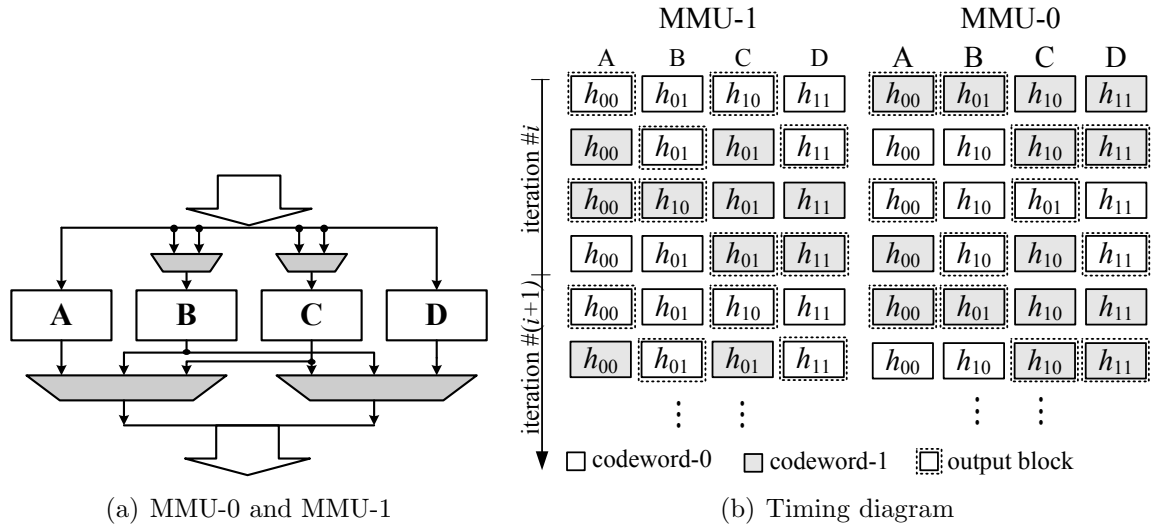 MMU-1 MMU-0
A B C D A B C D
h00 h01 h10 h11 h00 h01 h10 h11
h00 h01 h01 h11 h00 h10 h10 h11
h00 h10 h01 h11 h00 h10 h01 h11
h00 h01 h01 h11 h00 h10 h10 h11
h00 h01 h10 h11 h00 h01 h10 h11
h00 h01 h01 h11 h00 h10 h10 h11
iteration #i
iteration #(i+1)
A B C D
codeword-0 codeword-1 output block
(a) MMU-0 and MMU-1
(b) Timing diagram